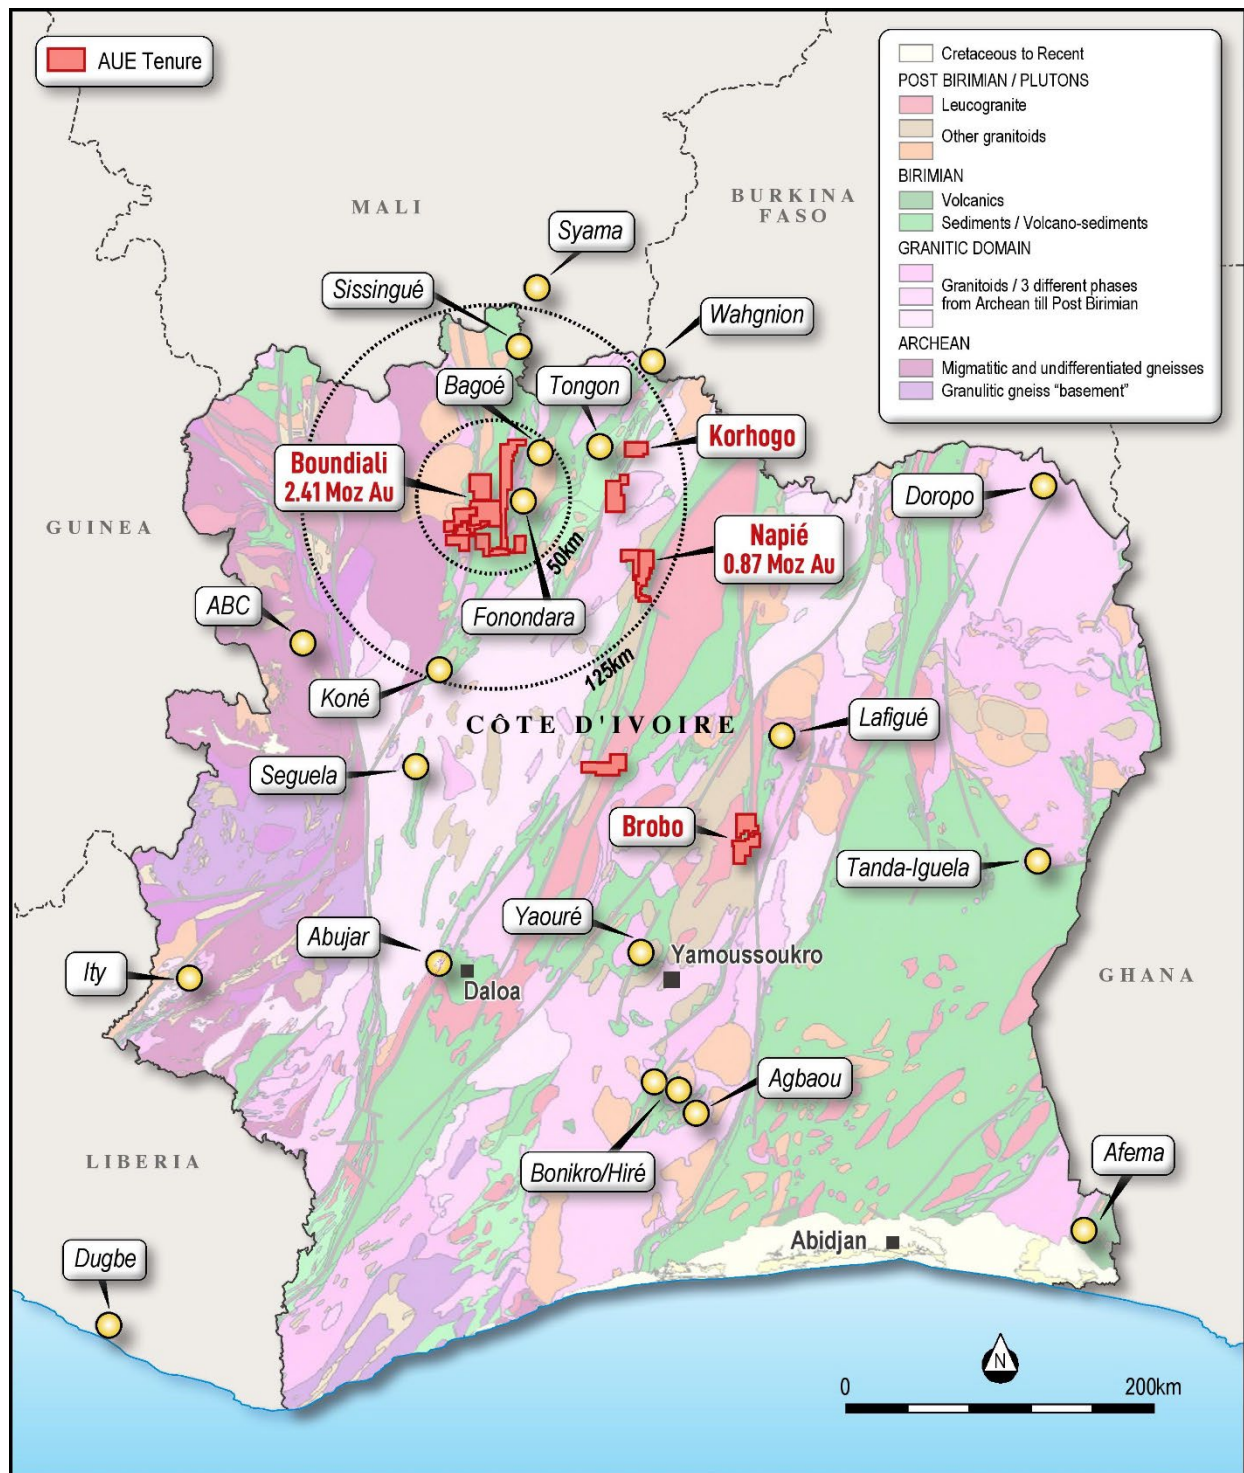 AUE Tenure
Cretaceous to Recent
POST BIRIMIAN / PLUTONS
Leucogranite
Other granitoids
BIRIMIAN
Volcanics
Sediments / Volcano-sediments
GRANITIC DOMAIN
Granitoids / 3 different phases
from Archean till Post Birimian
ARCHEAN
Migmatitic and undifferentiated gneisses
Granulitic gneiss “basement”
MALI
BURKINA
FASO
Syama
Sissingué
Wahgnion
Bagoé
Tongon
Korhogo
Boundiali
2.41 Moz Au
Doropo
GUINEA
Napié
0.87 Moz Au
50km
ABC
Fonondara
125km
Koné
CÔTE D'IVOIRE
Lafigué
Seguela
Brobo
Tanda-Iguela
Yaouré
Abujar
Yamoussoukro
Ity
Daloa
GHANA
Agbaou
LIBERIA
Bonikro/Hiré
Afema
Abidjan
Dugbe
N
0
200km